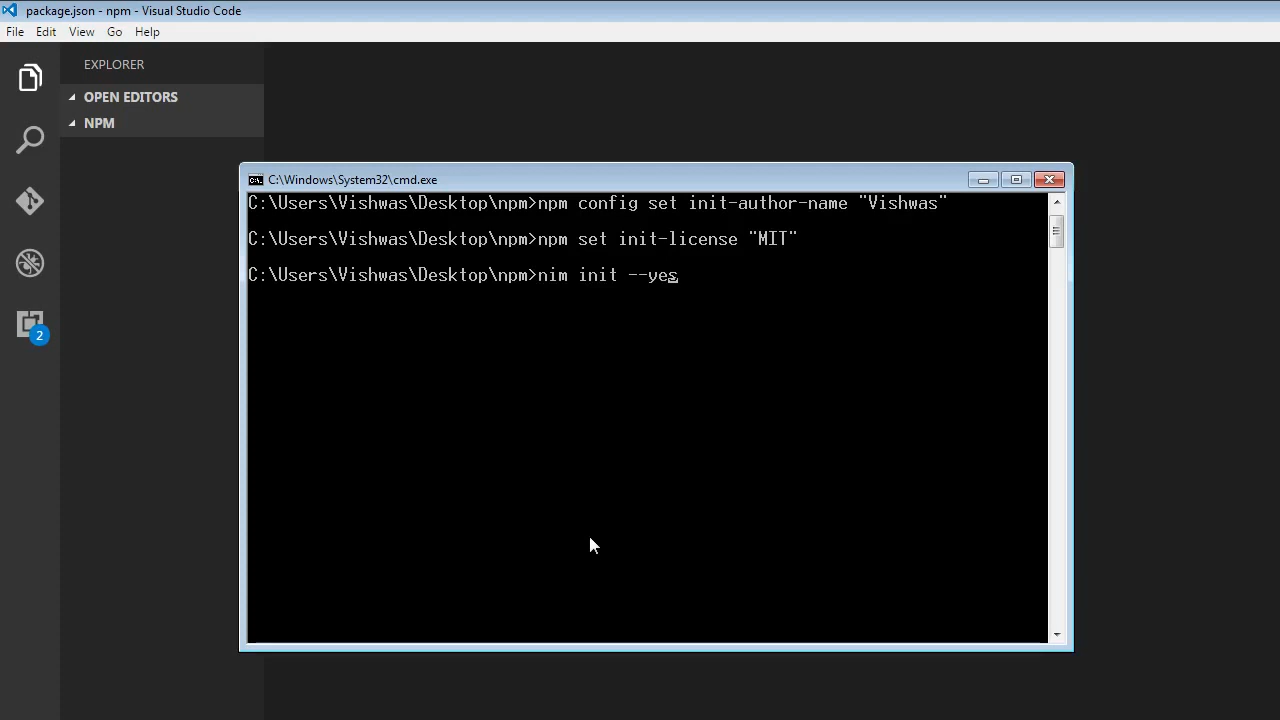 package.json - npm - Visual Studio Code
File Edit View Go Help
EXPLORER
OPEN EDITORS
NPM
2
C:\Windows\System32\cmd.exe
C:\Users\Vishwas\Desktop\npm>npm config set init-author-name "Vishwas"
C:\Users\Vishwas\Desktop\npm>npm set init-license "MIT"
C:\Users\Vishwas\Desktop\npm>nim init --yes